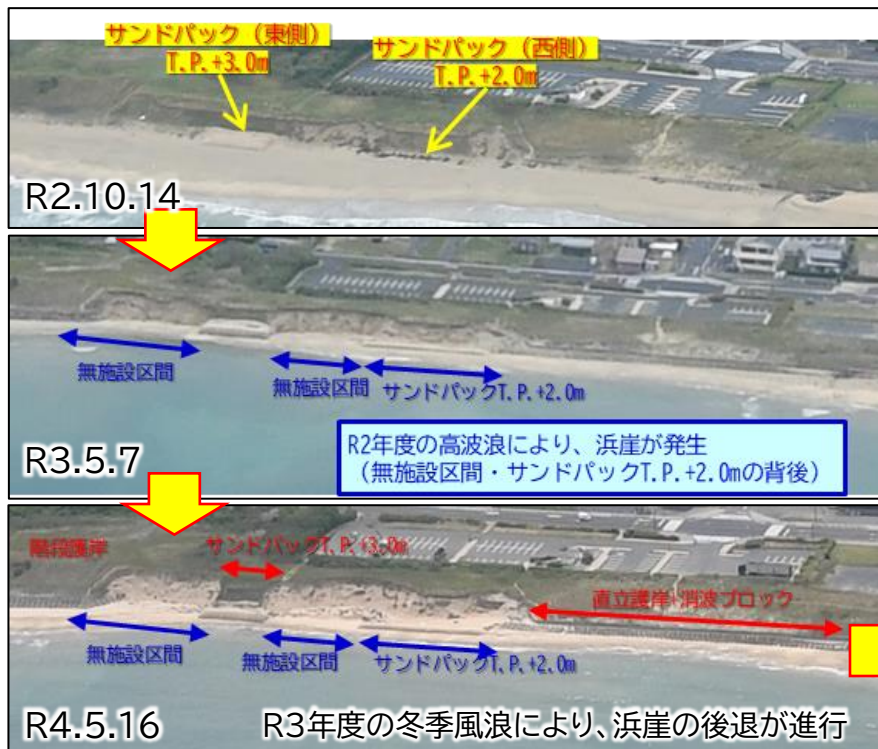 サンドパック（東側）
T.P.+3.0m
サンドパック（西側）
T.P.+2.0m
R2.10.14
無施設区間
無施設区間
サンドパックT.P.+2.0m
R3.5.7
R2年度の高波浪により、浜崖が発生
（無施設区間・サンドパックT.P.+2.0mの背後）
階段護岸
サンドパックT.P.+3.0m
直立護岸+消波ブロック
無施設区間
無施設区間
サンドパックT.P.+2.0m
R4.5.16
R3年度の冬季風浪により、浜崖の後退が進行